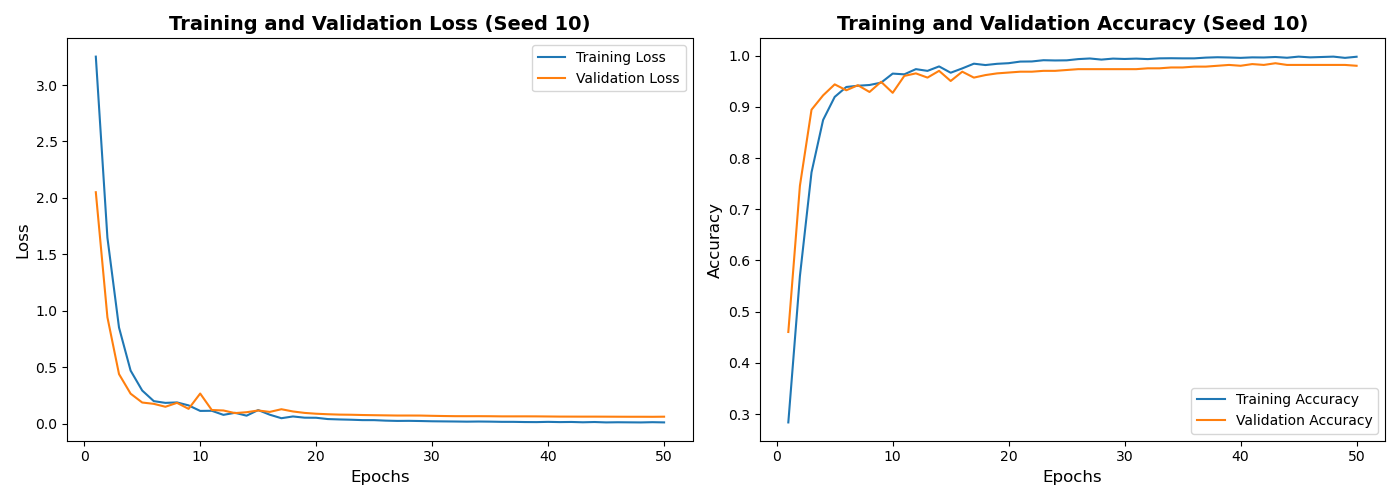 Training and Validation Loss (Seed 10)
Training Loss
Validation Loss
3.0
2.5
2.0
1.5
1.0
0.5
0.0
Loss
0 10 20 30 40 50
Epochs
Training and Validation Accuracy (Seed 10)
1.0
0.9
0.8
0.7
0.6
0.5
0.4
0.3
Accuracy
Training Accuracy
Validation Accuracy
0 10 20 30 40 50
Epochs